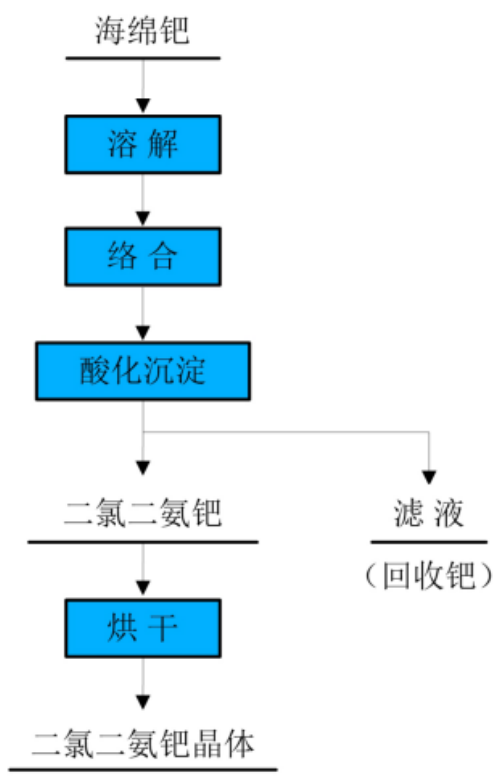 海绵钯
溶解
络合
酸化沉淀
二氯二氨钯
滤液
（回收钯）
烘干
二氯二氨钯晶体